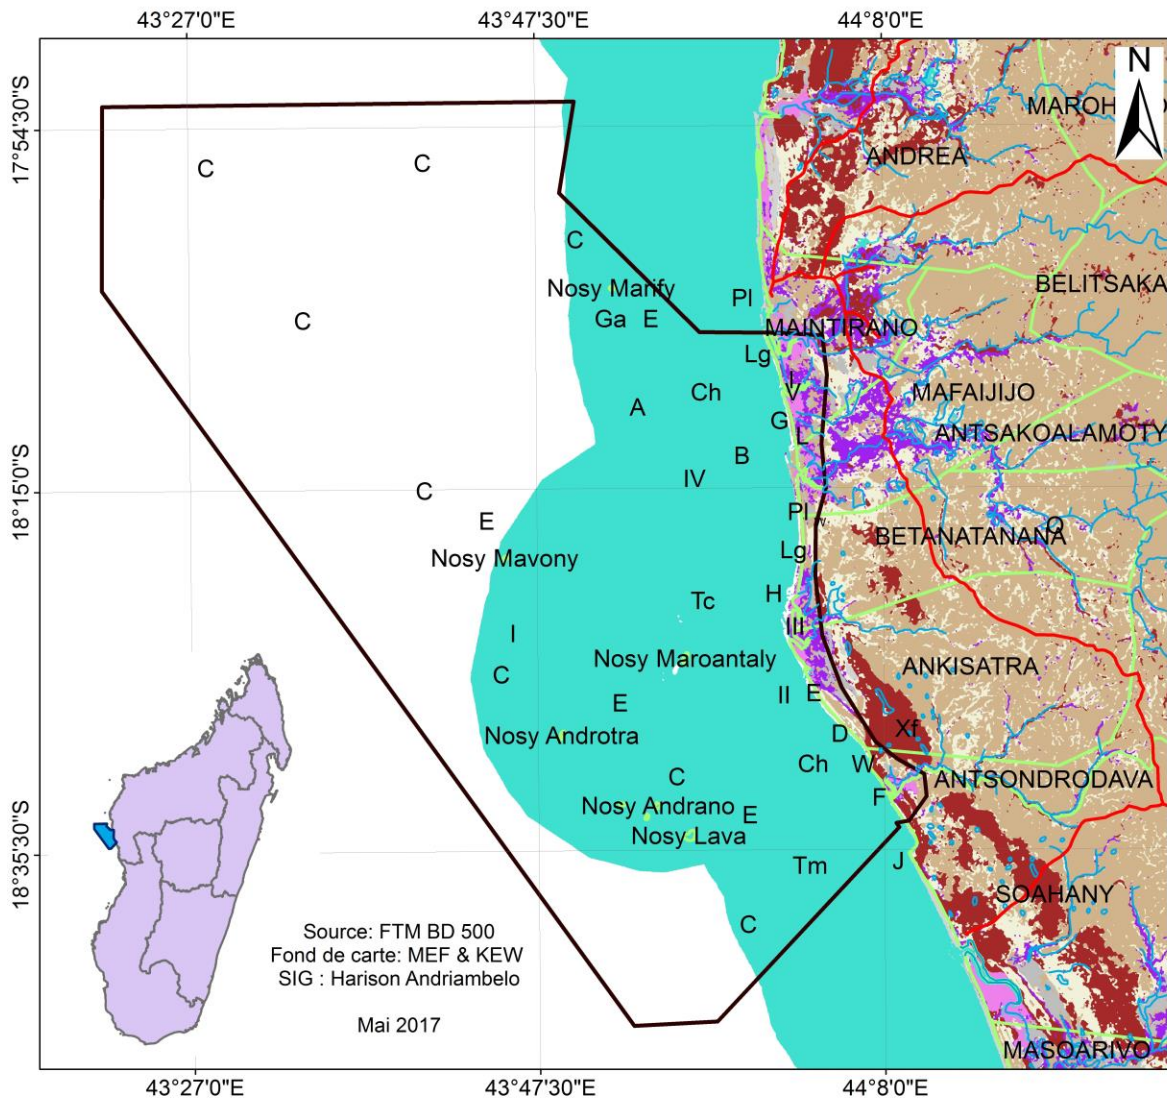 43°27'0"E 43°47'30"E 44°8'0"E
N
17°54'30"S
18°15'0"S
18°35'30"S
MAROH
ANDREA
C C
C
BELITSAKA
Nosy Marify
Pl
Ga E
C
MAINTIRANO
Lg
I
V
Ch
MAFAIJIJO
A
G
L
ANTSAKOALAMOTY
B
IV
C
E
Pl
Q
BETANATANANA
Nosy Mavony
Lg
H
Tc
I
III
Nosy Maroantaly
ANKISATRA
C
II
E
E
Nosy Androtra
D
Xf
Ch
W
C
ANTSONDRODAVA
F
Nosy Andrano
E
Nosy Lava
J
Tm
SOAHANY
C
Source: FTM BD 500
Fond de carte: MEF & KEW
SIG : Harison Andriambelo
Mai 2017
MASOARIVO
43°27'0"E 43°47'30"E 44°8'0"E